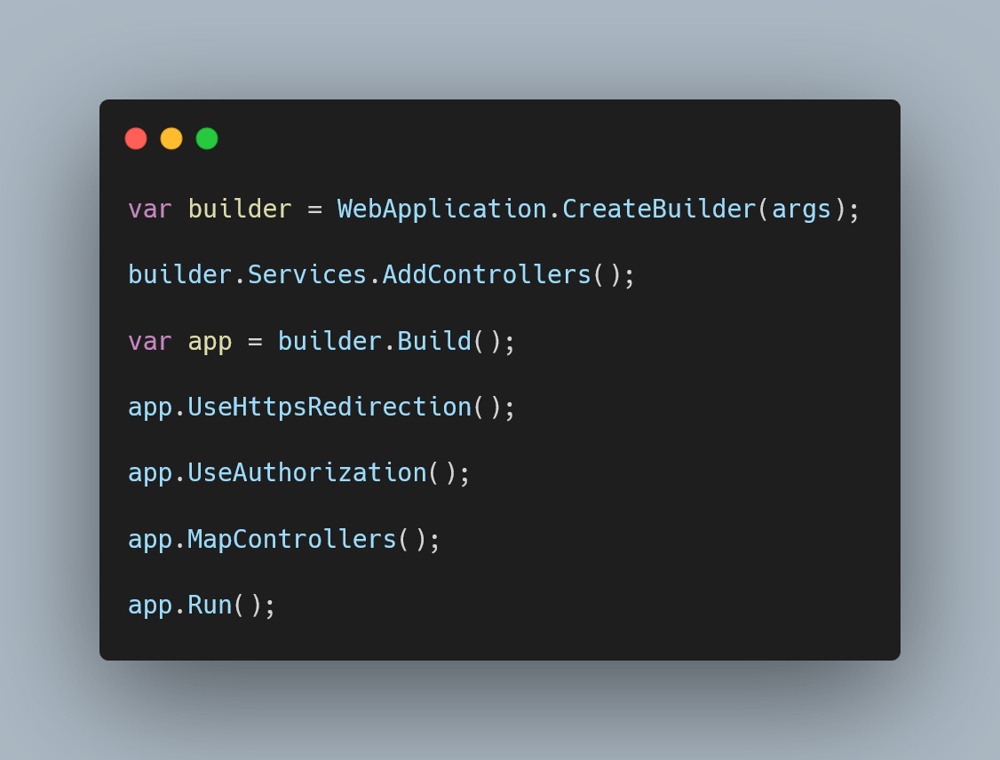 var builder = WebApplication.CreateBuilder(args);
builder.Services.AddControllers();
var app = builder.Build();
app.UseHttpsRedirection();
app.UseAuthorization();
app.MapControllers();
app.Run();